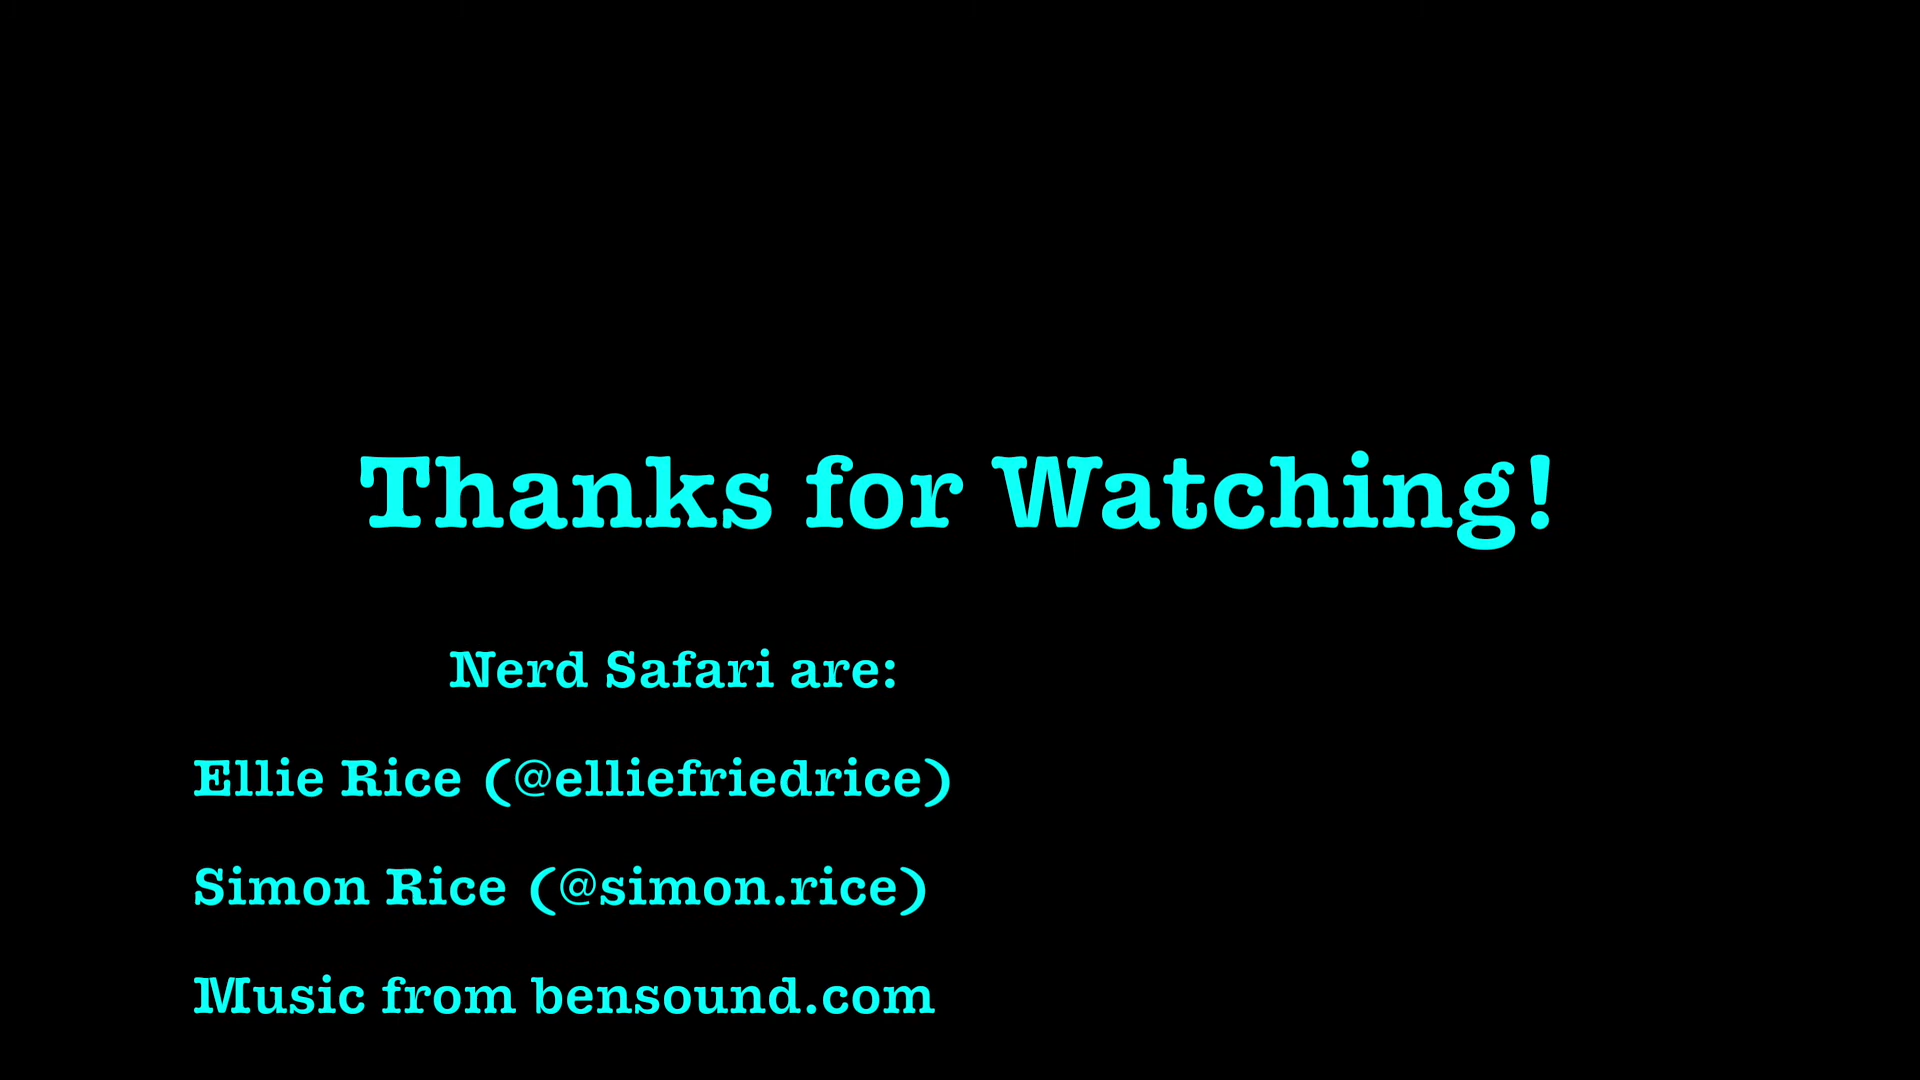 Thanks for Watching!
Nerd Safari are:
Ellie Rice (@elliefriedrice)
Simon Rice (@simon.rice)
Music from bensound.com